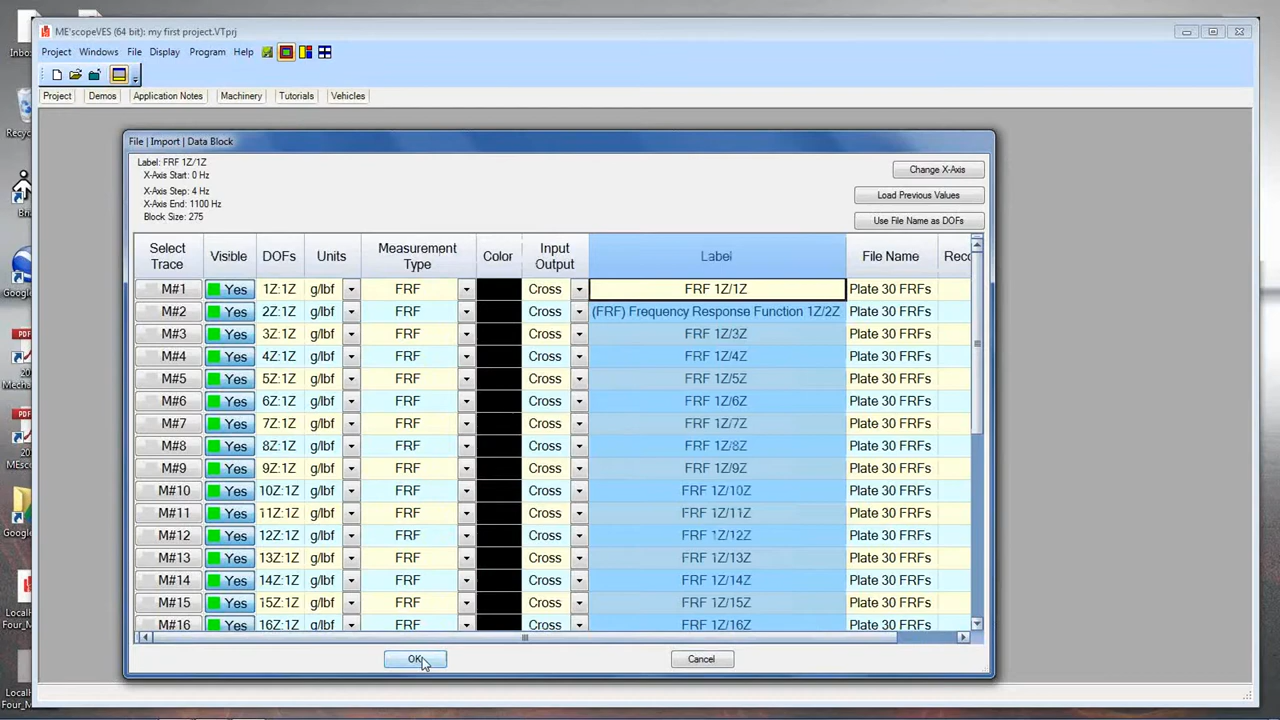 Inbo
ME'scopeVES (64 bit): my first project.VTprj
Project Windows File Display Program Help
Project Demos Application Notes Machinery Tutorials Vehicles
Recy
Bri
Google
20
Mecha
20
MEsco
Google
LocalH
Four_M
LocalH
Four_M
File | Import | Data Block
Label: FRF 1Z/1Z
X-Axis Start: 0 Hz
X-Axis Step: 4 Hz
X-Axis End: 1100 Hz
Block Size: 275
Change X-Axis
Load Previous Values
Use File Name as DOFs
Select Trace Visible DOFs Units Measurement Type Color Input Output Label File Name Reco
M#1 Yes 1Z:1Z g/lbf FRF Cross FRF 1Z/1Z Plate 30 FRFs
M#2 Yes 2Z:1Z g/lbf FRF Cross (FRF) Frequency Response Function 1Z/2Z Plate 30 FRFs
M#3 Yes 3Z:1Z g/lbf FRF Cross FRF 1Z/3Z Plate 30 FRFs
M#4 Yes 4Z:1Z g/lbf FRF Cross FRF 1Z/4Z Plate 30 FRFs
M#5 Yes 5Z:1Z g/lbf FRF Cross FRF 1Z/5Z Plate 30 FRFs
M#6 Yes 6Z:1Z g/lbf FRF Cross FRF 1Z/6Z Plate 30 FRFs
M#7 Yes 7Z:1Z g/lbf FRF Cross FRF 1Z/7Z Plate 30 FRFs
M#8 Yes 8Z:1Z g/lbf FRF Cross FRF 1Z/8Z Plate 30 FRFs
M#9 Yes 9Z:1Z g/lbf FRF Cross FRF 1Z/9Z Plate 30 FRFs
M#10 Yes 10Z:1Z g/lbf FRF Cross FRF 1Z/10Z Plate 30 FRFs
M#11 Yes 11Z:1Z g/lbf FRF Cross FRF 1Z/11Z Plate 30 FRFs
M#12 Yes 12Z:1Z g/lbf FRF Cross FRF 1Z/12Z Plate 30 FRFs
M#13 Yes 13Z:1Z g/lbf FRF Cross FRF 1Z/13Z Plate 30 FRFs
M#14 Yes 14Z:1Z g/lbf FRF Cross FRF 1Z/14Z Plate 30 FRFs
M#15 Yes 15Z:1Z g/lbf FRF Cross FRF 1Z/15Z Plate 30 FRFs
M#16 Yes 16Z:1Z g/lbf FRF Cross FRF 1Z/16Z Plate 30 FRFs
OK Cancel